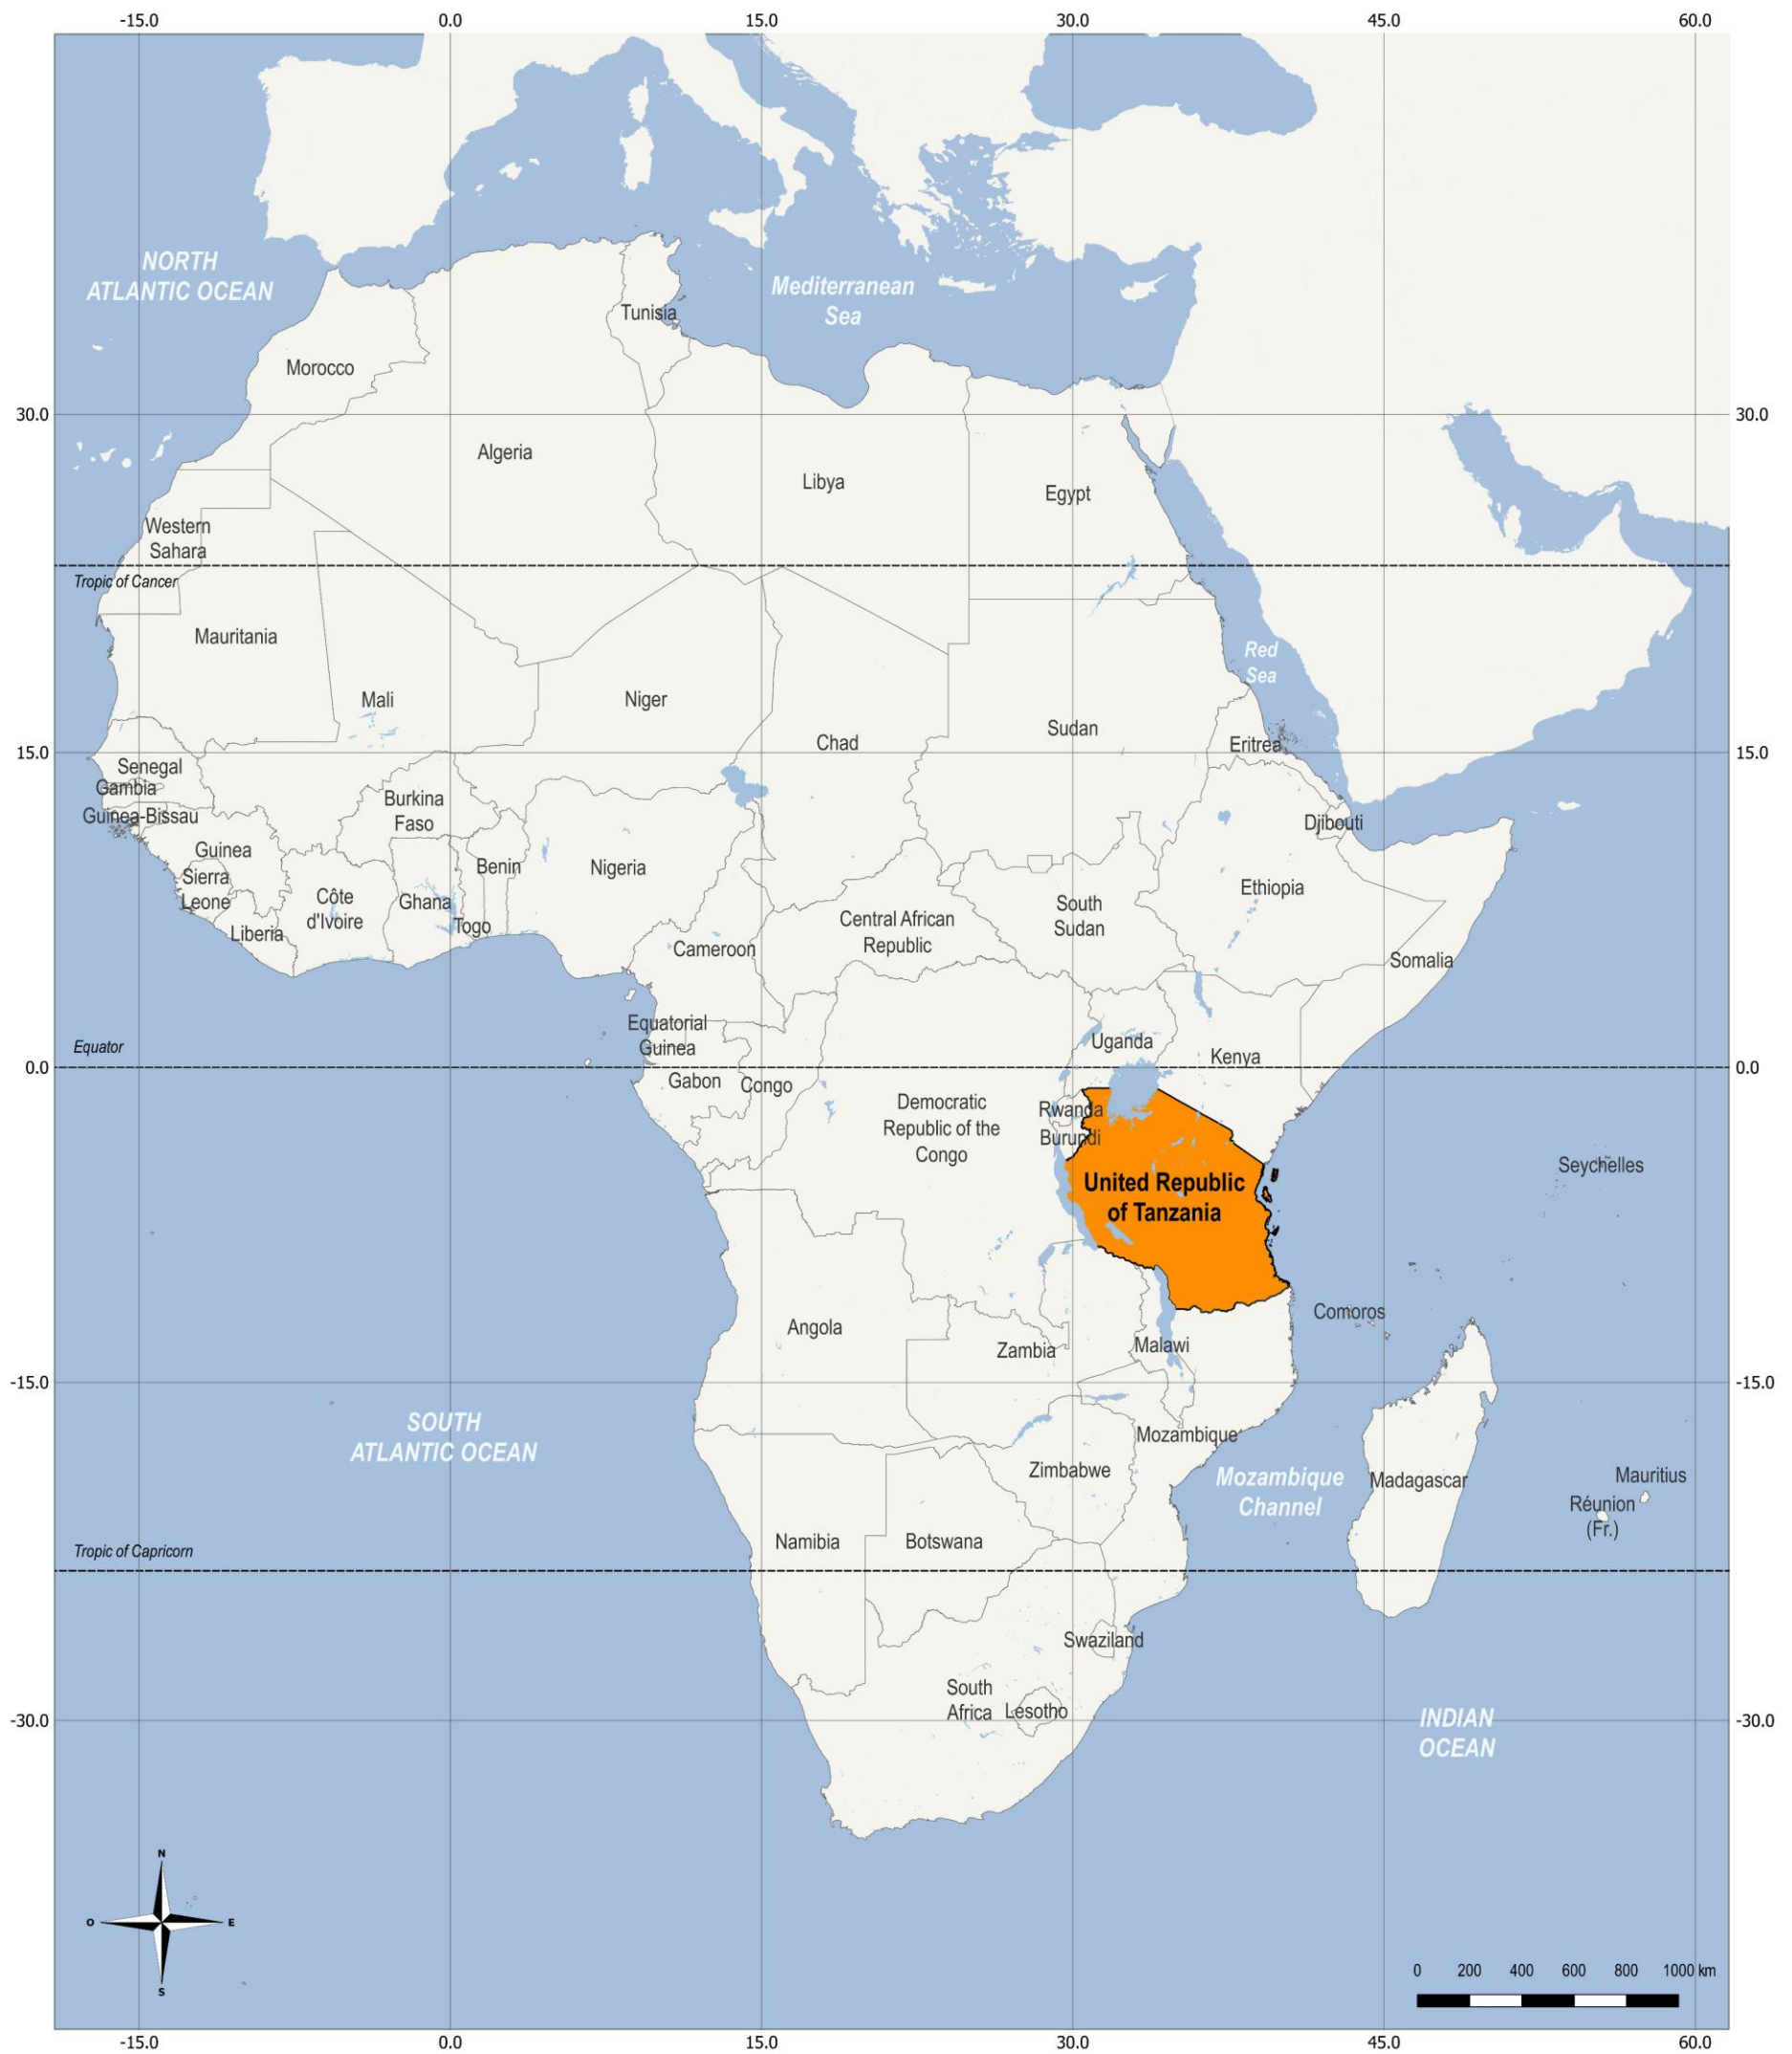 -15.0
0.0
15.0
30.0
45.0
60.0
NORTH
ATLANTIC OCEAN
Mediterranean
Sea
Tunisia
Morocco
30.0
30.0
Algeria
Libya
Egypt
Western
Sahara
Tropic of Cancer
Mauritania
Red
Sea
Mali
Niger
Sudan
Chad
Eritrea
15.0
15.0
Senegal
Gambia
Burkina
Faso
Guinea-Bissau
Djibouti
Guinea
Benin
Nigeria
Sierra
Leone
Côte
d'Ivoire
Ghana
Togo
Ethiopia
South
Sudan
Central African
Republic
Liberia
Cameroon
Somalia
Equatorial
Guinea
Equator
Uganda
Kenya
0.0
0.0
Gabon
Congo
Democratic
Republic of the
Congo
Rwanda
Burundi
Seychelles
United Republic
of Tanzania
Comoros
Angola
Zambia
Malawi
-15.0
-15.0
SOUTH
ATLANTIC OCEAN
Mozambique
Zimbabwe
Mozambique
Channel
Madagascar
Mauritius
Réunion
(Fr.)
Namibia
Botswana
Tropic of Capricorn
Swaziland
South
Africa
Lesotho
-30.0
-30.0
INDIAN
OCEAN
N
O
E
S
0
200
400
600
800
1000 km
-15.0
0.0
15.0
30.0
45.0
60.0